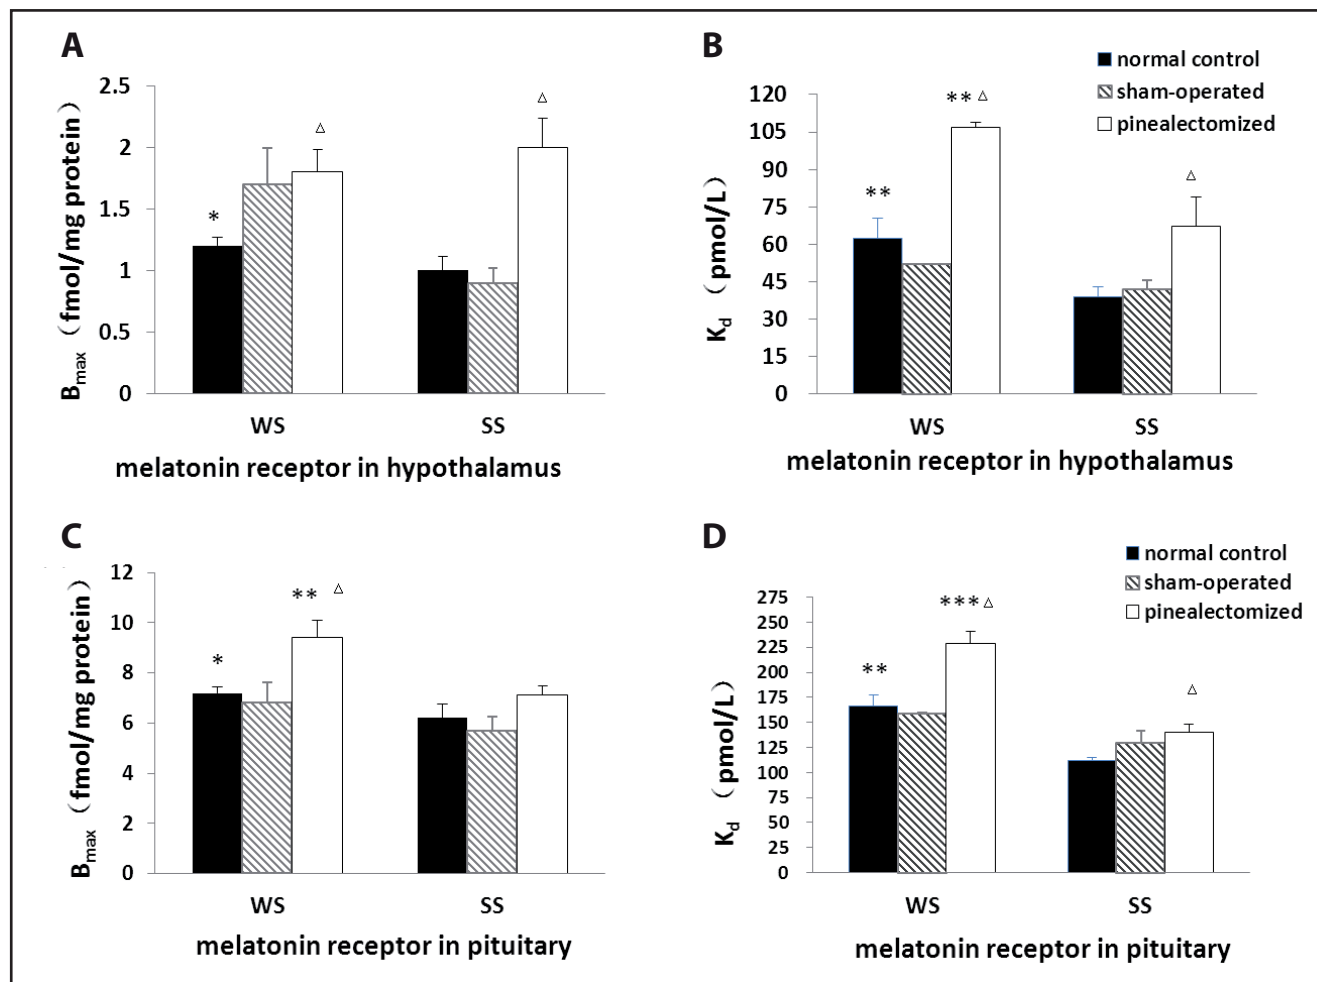 A
B_max （fmol/mg protein）
2.5
2
1.5
1
0.5
0
*
△
△
WS SS
melatonin receptor in hypothalamus
B
normal control
sham-operated
pinealectomized
K_d （pmol/L）
120
105
90
75
60
45
30
15
0
**
** △
△
WS SS
melatonin receptor in hypothalamus
C
B_max （fmol/mg protein）
12
10
8
6
4
2
0
*
** △
WS SS
melatonin receptor in pituitary
D
normal control
sham-operated
pinealectomized
K_d （pmol/L）
275
250
225
200
175
150
125
100
75
50
25
0
**
*** △
△
WS SS
melatonin receptor in pituitary